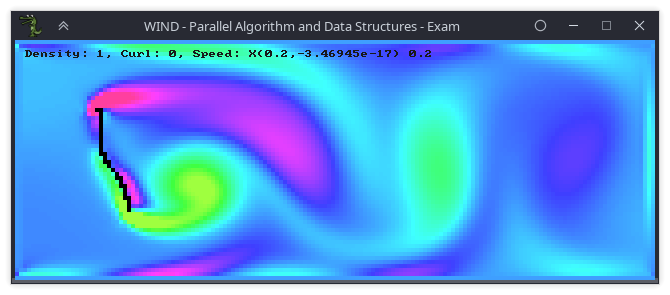 WIND - Parallel Algorithm and Data Structures - Exam
Density: 1, Curl: 0, Speed: X(0.2,-3.46945e-17) 0.2